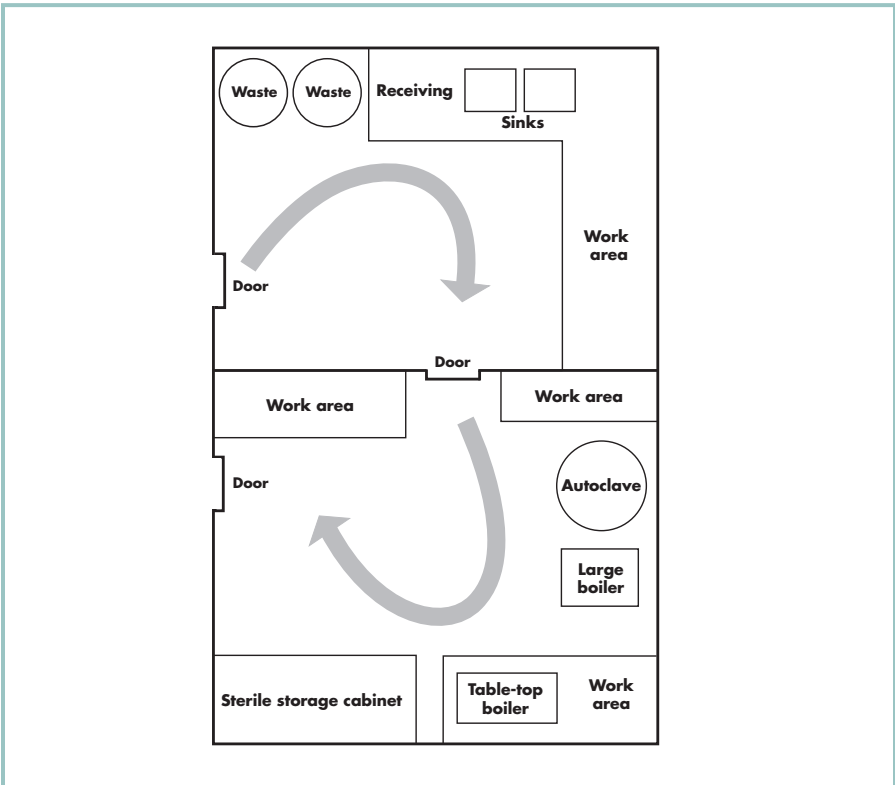 Waste
Waste
Receiving
Sinks
Work
area
Door
Door
Work area
Work area
Door
Autoclave
Large
boiler
Sterile storage cabinet
Table-top
boiler
Work
area